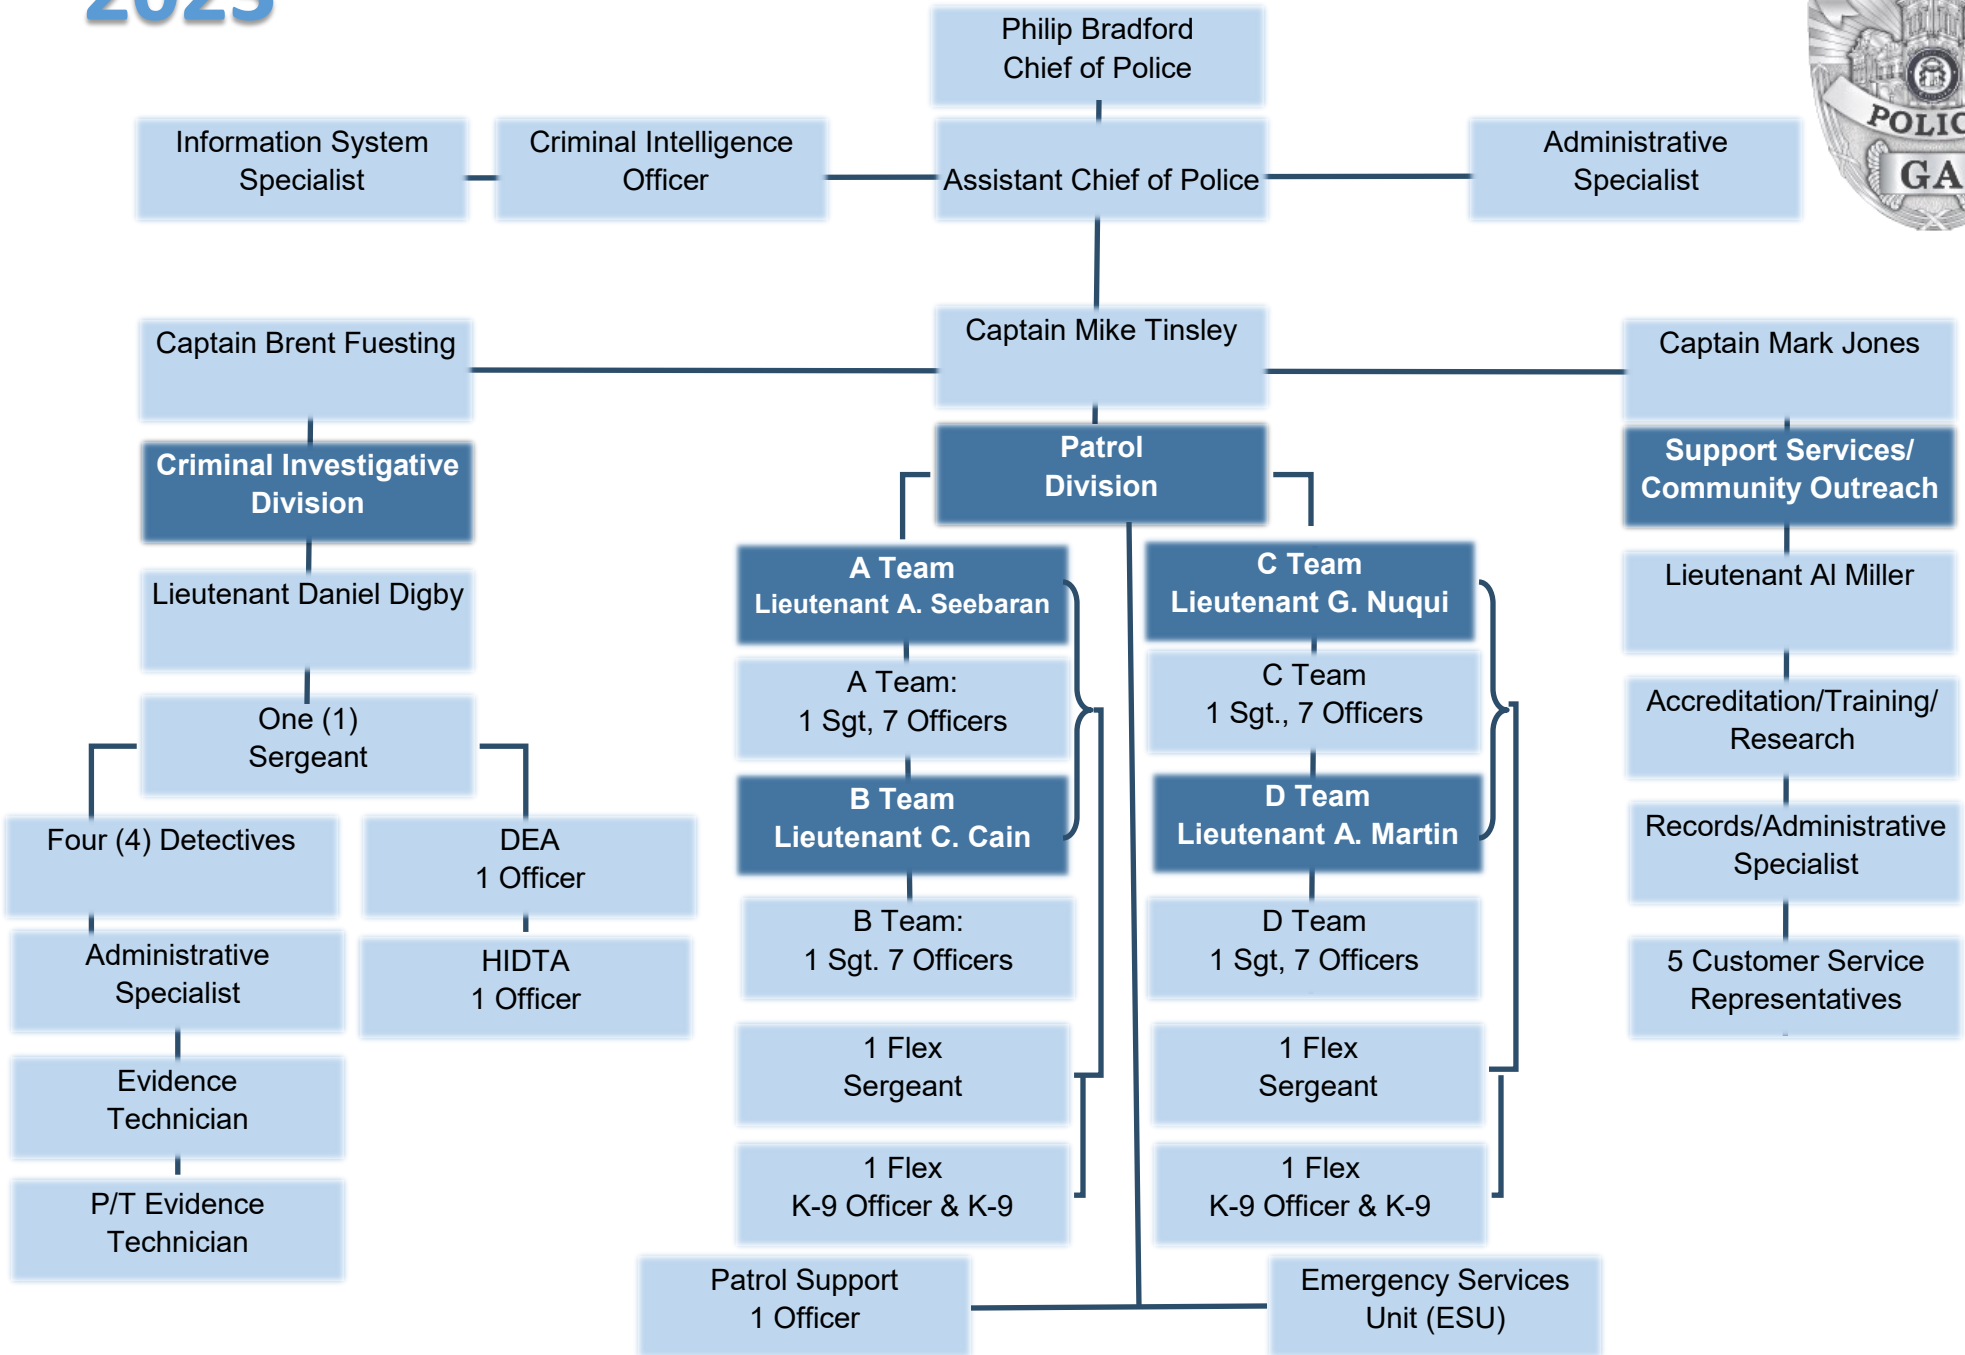 2023
Philip Bradford
Chief of Police
Information System
Specialist
Criminal Intelligence
Officer
Assistant Chief of Police
Administrative
Specialist
POLIC
GA
Captain Brent Fuesting
Captain Mike Tinsley
Captain Mark Jones
Criminal Investigative
Division
Patrol
Division
Support Services/
Community Outreach
Lieutenant Daniel Digby
A Team
Lieutenant A. Seebaran
C Team
Lieutenant G. Nuqui
Lieutenant Al Miller
One (1)
Sergeant
A Team:
1 Sgt, 7 Officers
C Team
1 Sgt., 7 Officers
Accreditation/Training/
Research
Four (4) Detectives
DEA
1 Officer
B Team
Lieutenant C. Cain
D Team
Lieutenant A. Martin
Records/Administrative
Specialist
Administrative
Specialist
HIDTA
1 Officer
B Team:
1 Sgt. 7 Officers
D Team
1 Sgt, 7 Officers
5 Customer Service
Representatives
Evidence
Technician
1 Flex
Sergeant
1 Flex
Sergeant
P/T Evidence
Technician
1 Flex
K-9 Officer & K-9
1 Flex
K-9 Officer & K-9
Patrol Support
1 Officer
Emergency Services
Unit (ESU)